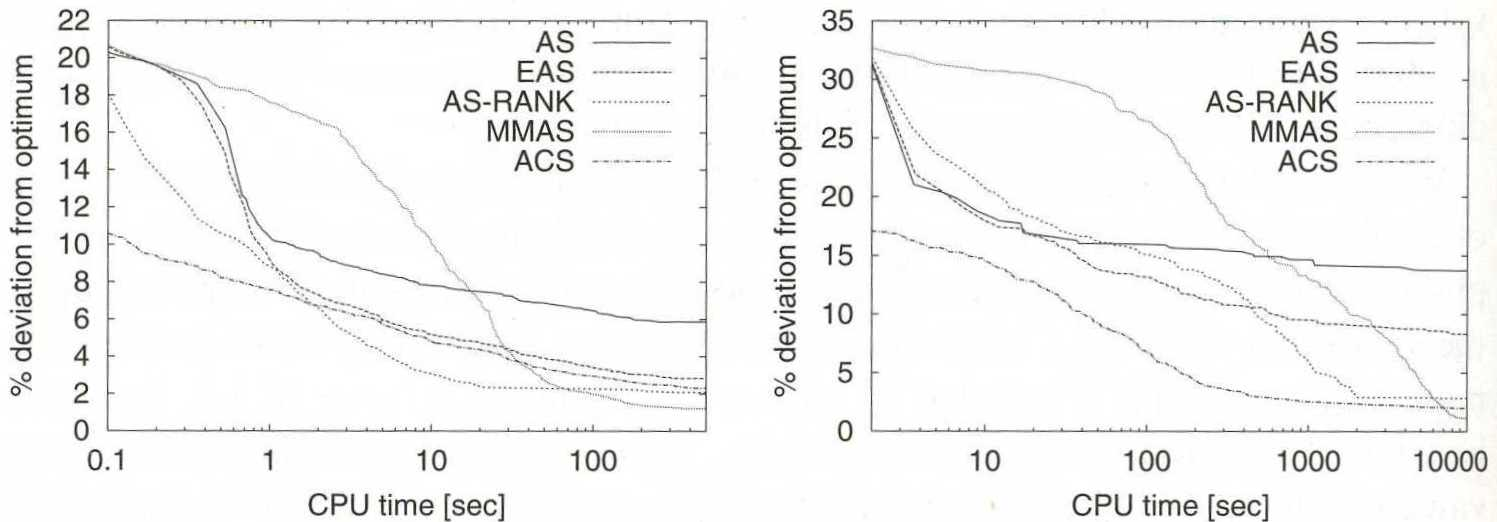 % deviation from optimum
22
20
18
16
14
12
10
8
6
4
2
0
AS
EAS
AS-RANK
MMAS
ACS
0.1
1
10
100
CPU time [sec]
% deviation from optimum
35
30
25
20
15
10
5
0
AS
EAS
AS-RANK
MMAS
ACS
10
100
1000
10000
CPU time [sec]